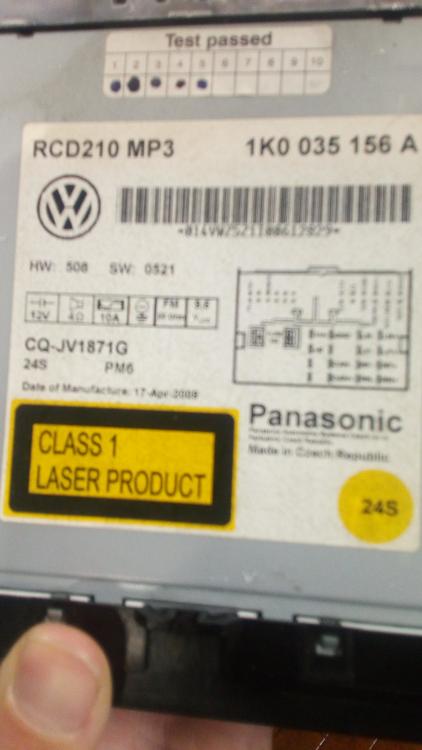 Test passed
1 2 3 4 5 6 7 8 9 10
RCD210 MP3 1K0 035 156 A
HW: 508 SW: 0521
FM
12V 4Ω 10A
CQ-JV1871G
24S PM6
Date of Manufacture: 17-Apr-2008
Panasonic
Made in Czech Republic
CLASS 1
LASER PRODUCT
24S